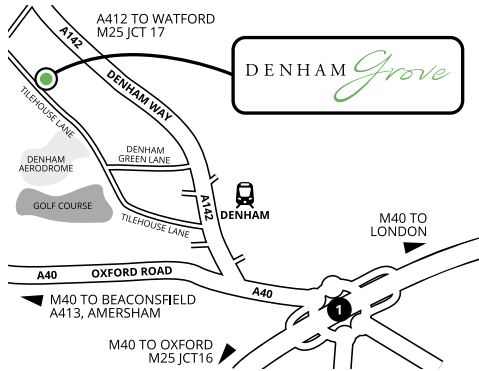 A412 TO WATFORD
M25 JCT 17
A142
DENHAM Grove
DENHAM WAY
TILEHOUSE LANE
DENHAM
GREEN LANE
DENHAM
AERODROME
GOLF COURSE
TILEHOUSE LANE
A142
DENHAM
M40 TO
LONDON
A40
OXFORD ROAD
A40
M40 TO BEACONSFIELD
A413, AMERSHAM
1
M40 TO OXFORD
M25 JCT16